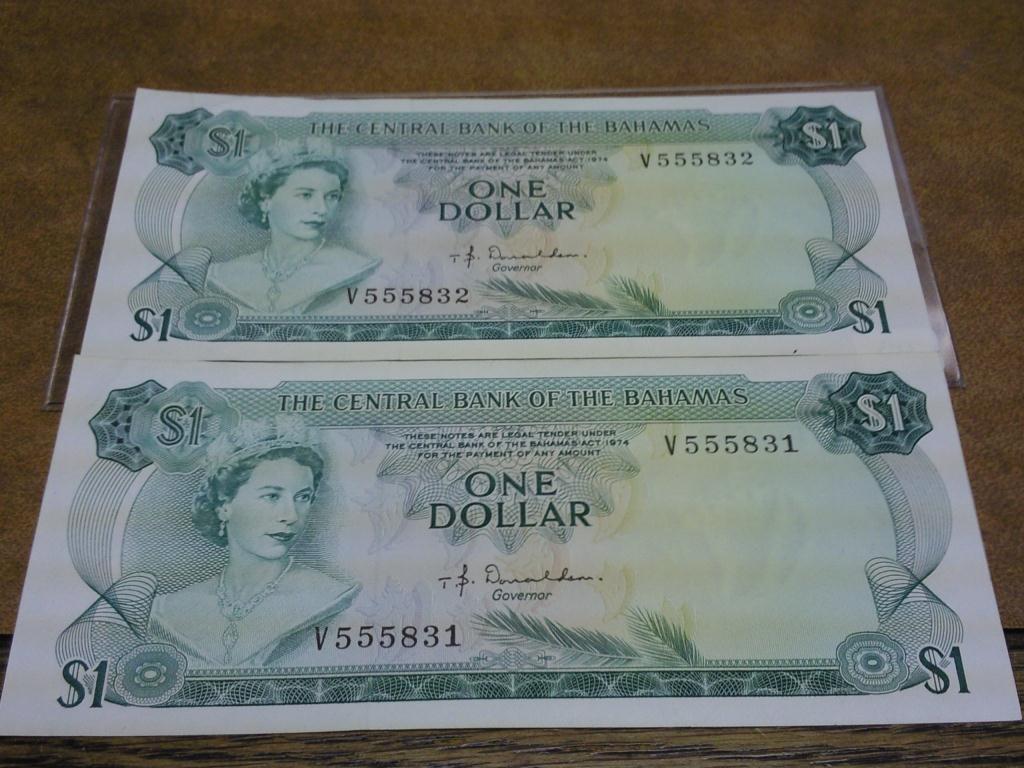 $1 THE CENTRAL BANK OF THE BAHAMAS $1
THESE NOTES ARE LEGAL TENDER UNDER
THE CENTRAL BANK OF THE BAHAMAS ACT 1974
FOR THE PAYMENT OF ANY AMOUNT
V555832
ONE
DOLLAR
T. B. Donaldson.
Governor
V555832
$1 $1
$1 THE CENTRAL BANK OF THE BAHAMAS $1
THESE NOTES ARE LEGAL TENDER UNDER
THE CENTRAL BANK OF THE BAHAMAS ACT 1974
FOR THE PAYMENT OF ANY AMOUNT
V555831
ONE
DOLLAR
T. B. Donaldson.
Governor
V555831
$1 $1